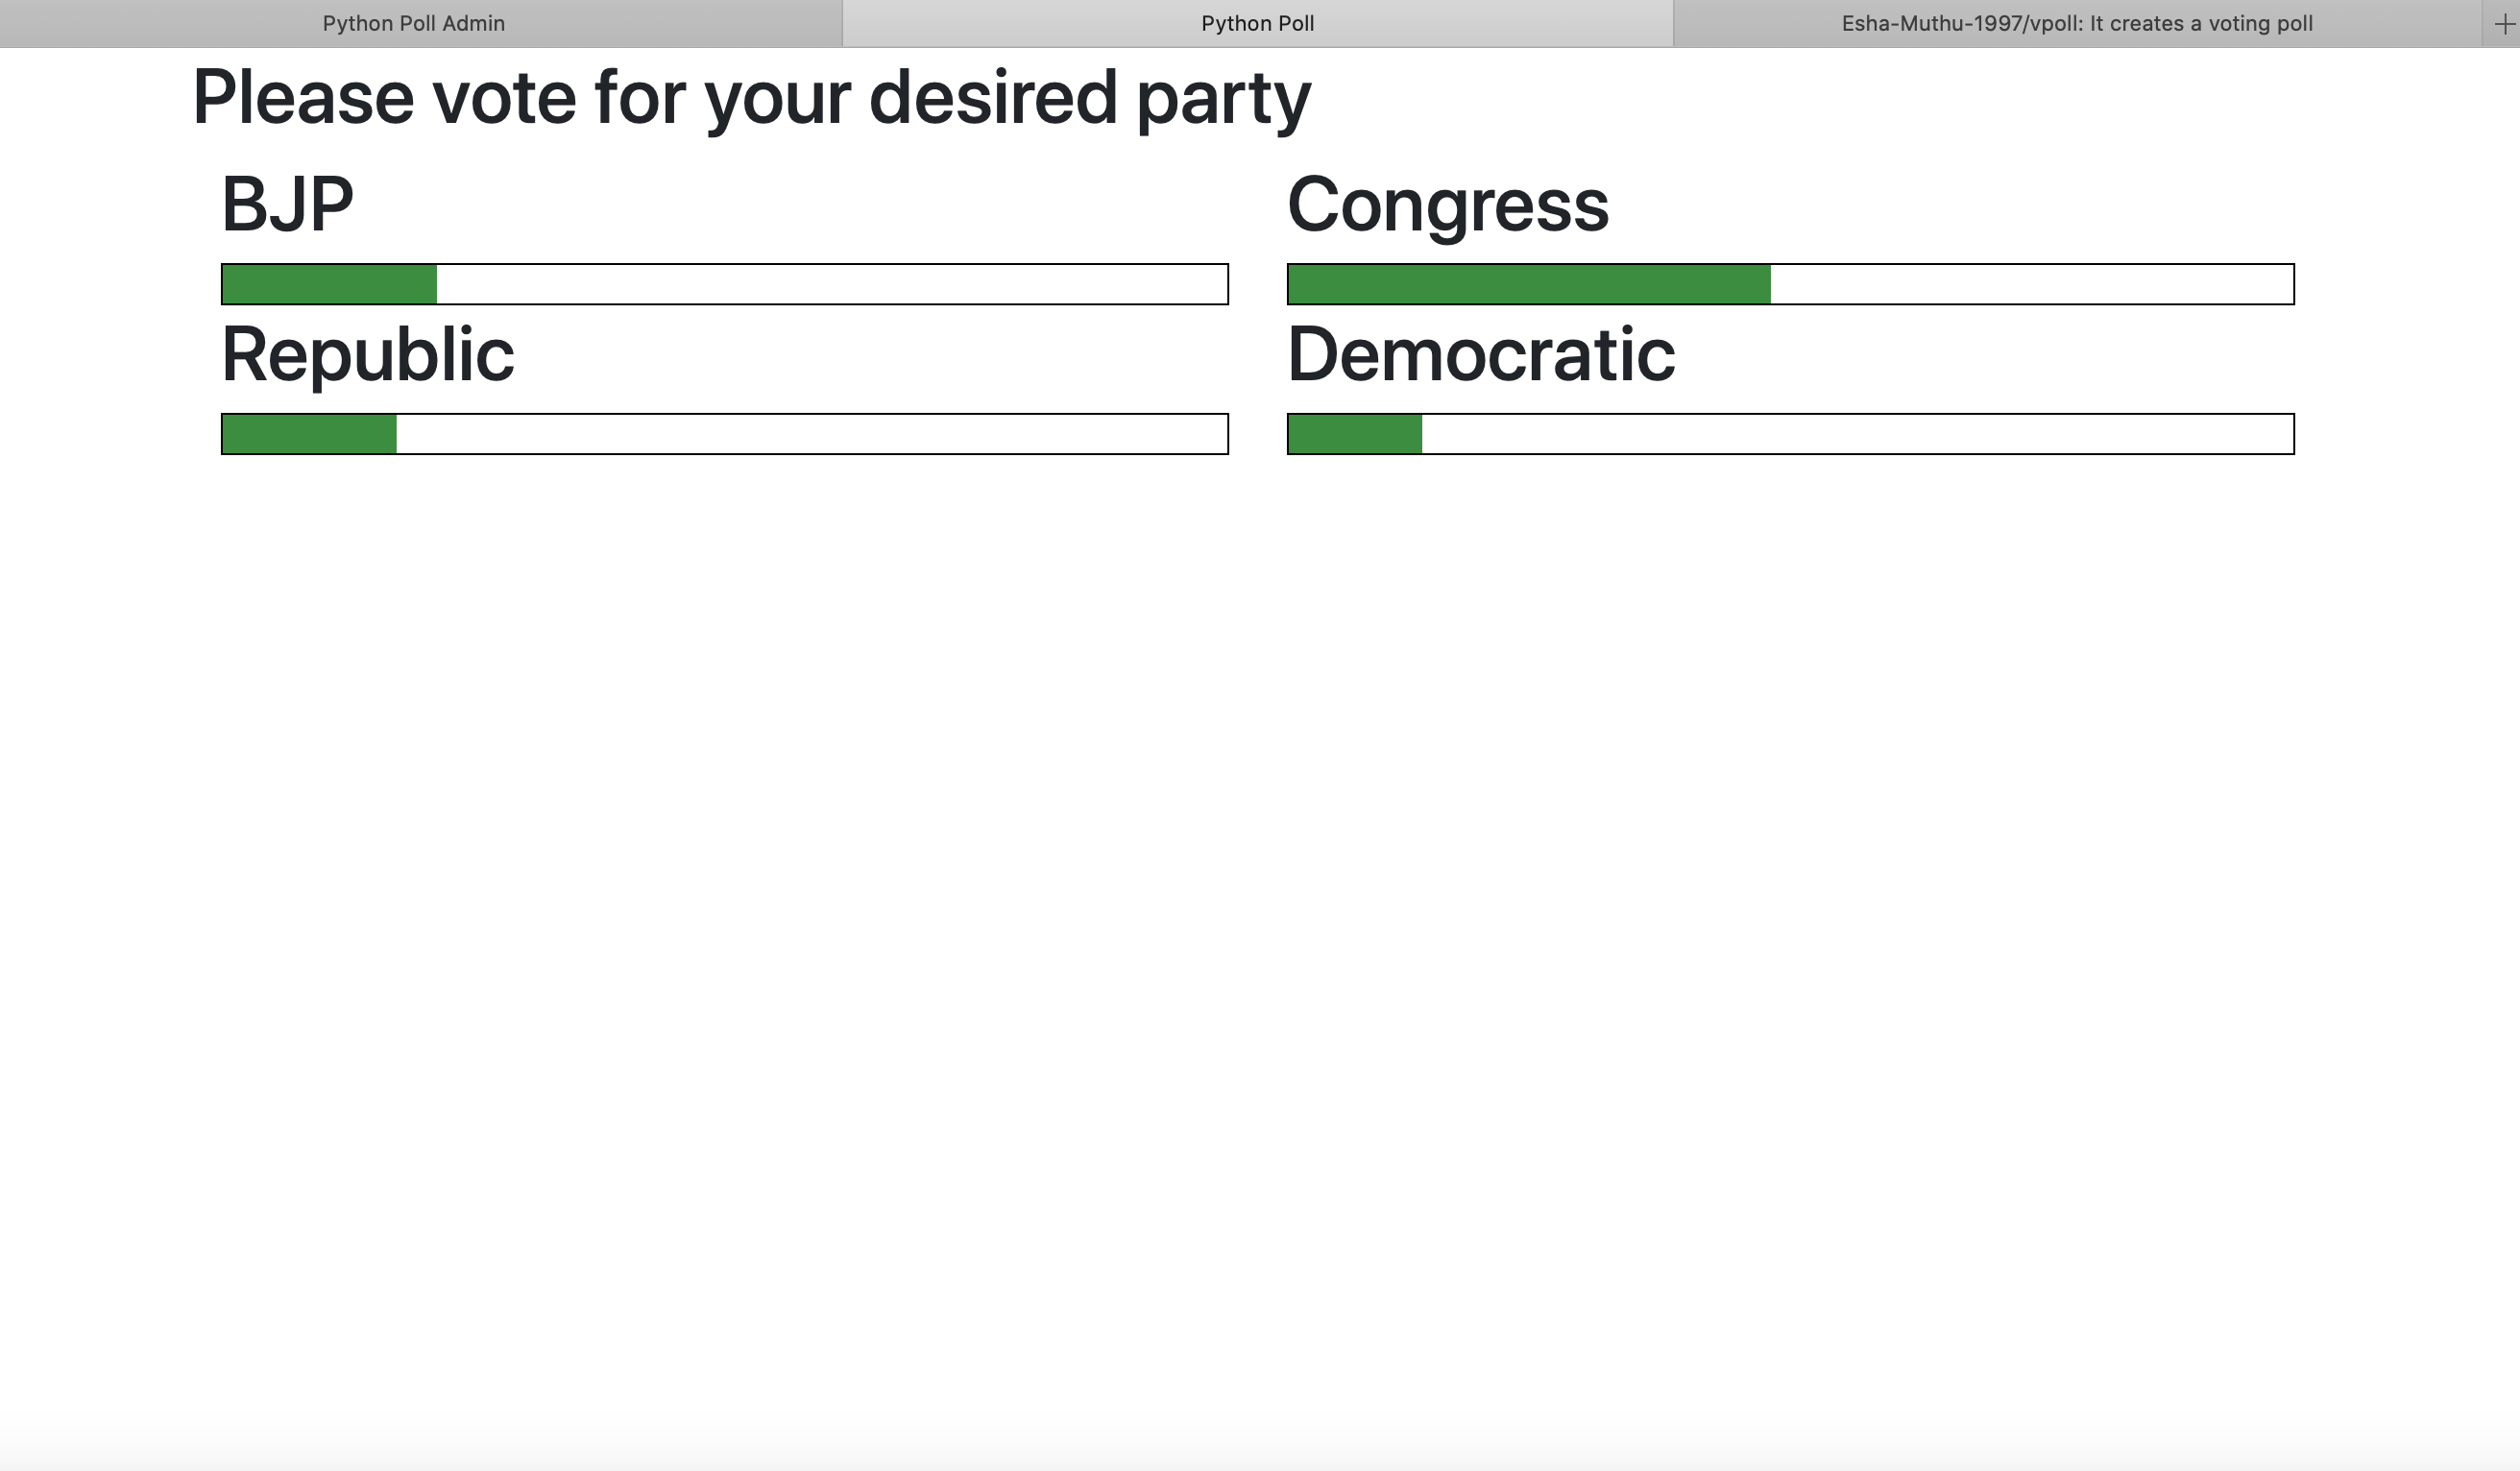 Python Poll Admin
Python Poll
Esha-Muthu-1997/vpoll: It creates a voting poll
Please vote for your desired party
BJP
Congress
Republic
Democratic